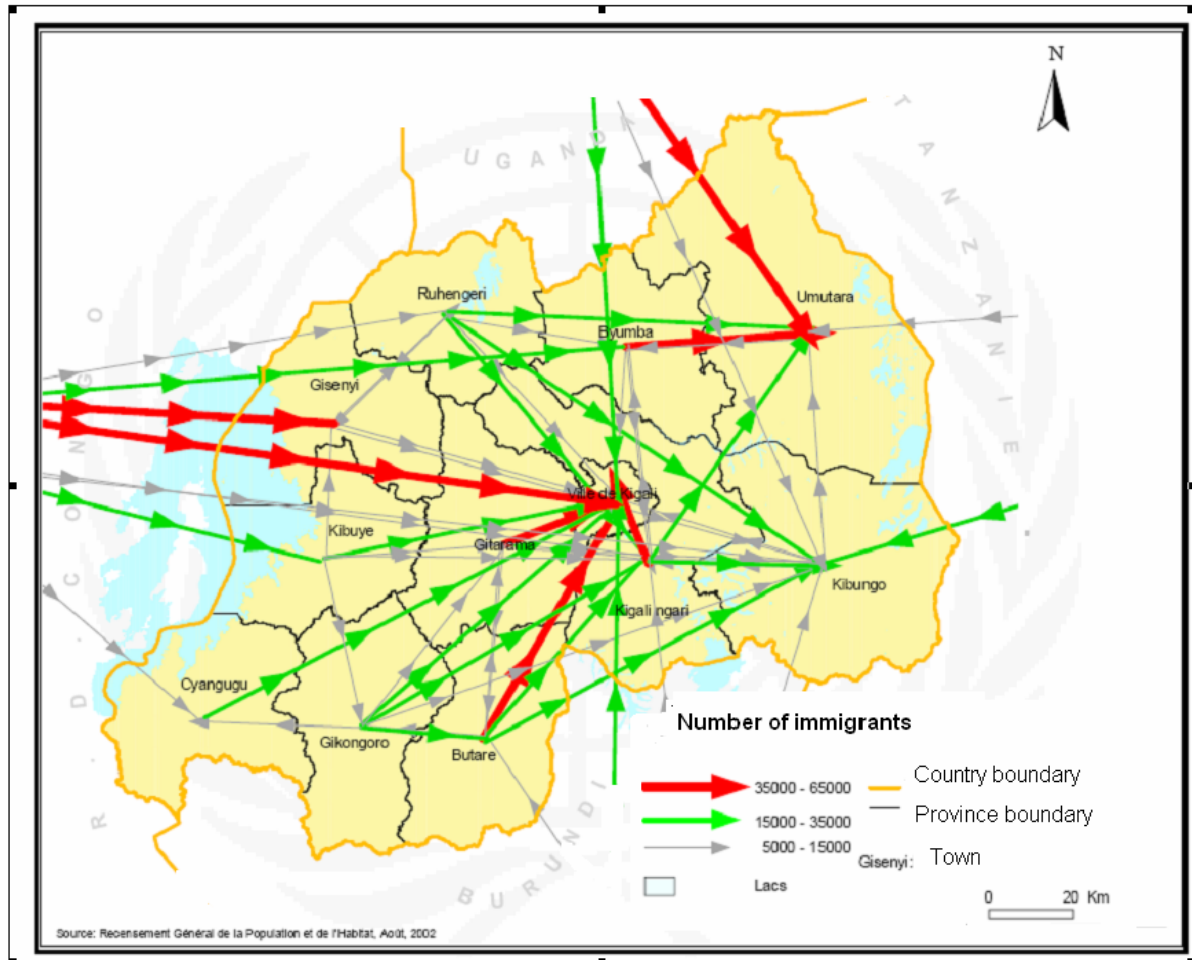 N
UGANDA
TANZANIE
R.D.CONGO
BURUNDI
Ruhengeri
Umutara
Byumba
Gisenyi
Ville de Kigali
Kibuye
Gitarama
Kibungo
Kigali ngari
Cyangugu
Gikongoro
Butare
Number of immigrants
35000 - 65000
15000 - 35000
5000 - 15000
Lacs
Country boundary
Province boundary
Gisenyi: Town
0 20 Km
Source: Recensement Général de la Population et de l'Habitat, Août, 2002